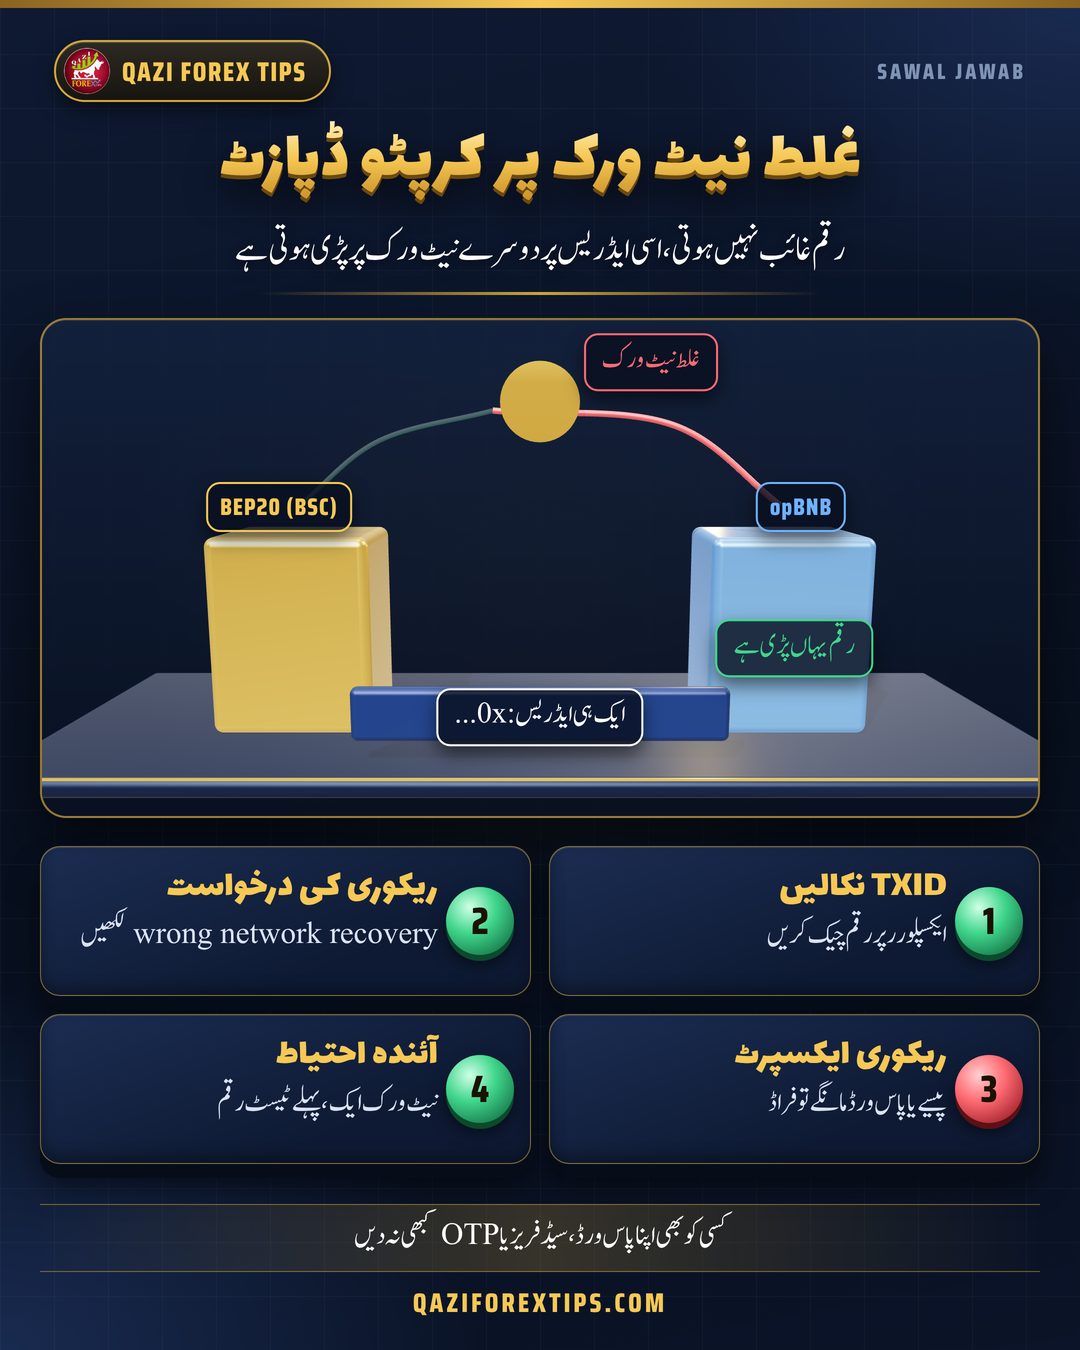 QAZI FOREX TIPS
SAWAL JAWAB
غلط نیٹ ورک پر کرپٹو ڈپازٹ
رقم غائب نہیں ہوتی، اسی ایڈریس پر دوسرے نیٹ ورک پر پڑی ہوتی ہے
غلط نیٹ ورک
BEP20 (BSC)
opBNB
رقم یہاں پڑی ہے
ایک ہی ایڈریس: 0x...
1
TXID نکالیں
ایکسپلورر پر رقم چیک کریں
2
ریکوری کی درخواست
wrong network recovery لکھیں
3
ریکوری ایکسپرٹ
پیسے یا پاس ورڈ مانگے تو فراڈ
4
آئندہ احتیاط
نیٹ ورک ایک، پہلے ٹیسٹ رقم
کسی کو بھی اپنا پاس ورڈ، سیڈ فریز یا OTP کبھی نہ دیں
QAZIFOREXTIPS.COM